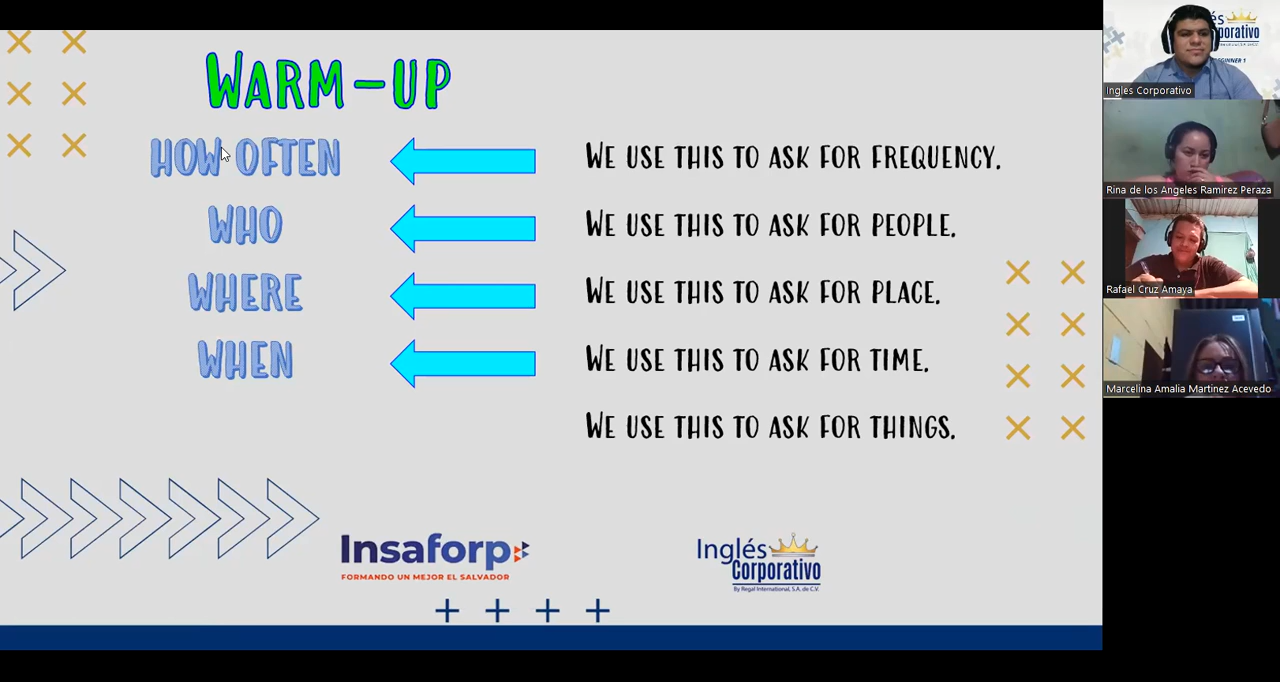 WARM-UP
HOW OFTEN
WE USE THIS TO ASK FOR FREQUENCY.
WHO
WE USE THIS TO ASK FOR PEOPLE.
WHERE
WE USE THIS TO ASK FOR PLACE.
WHEN
WE USE THIS TO ASK FOR TIME.
WE USE THIS TO ASK FOR THINGS.
Insaforp
FORMANDO UN MEJOR EL SALVADOR
Inglés
Corporativo
By Regal International, S.A. de C.V.
Ingles Corporativo
Rina de los Angeles Ramirez Peraza
Rafael Cruz Amaya
Marcelina Amalia Martinez Acevedo